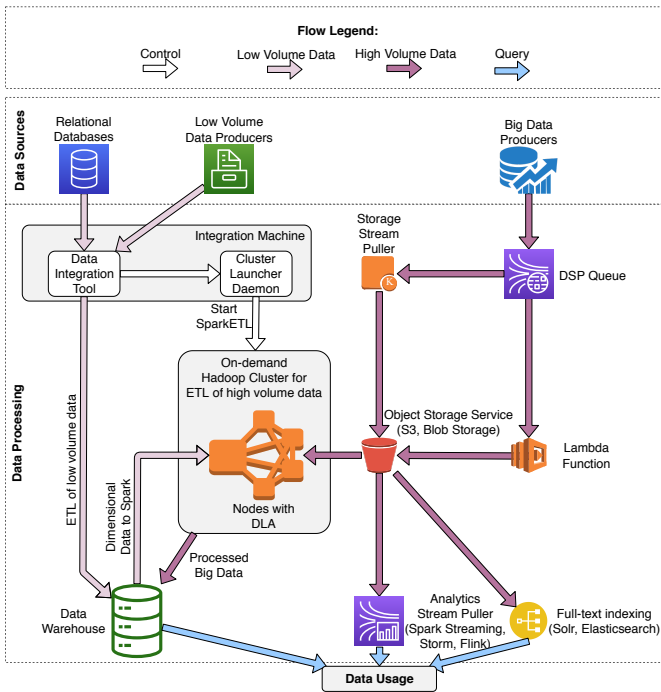 Flow Legend:
Control
Low Volume Data
High Volume Data
Query
Data Sources
Relational
Databases
Low Volume
Data Producers
Big Data
Producers
Data Processing
Integration Machine
Data
Integration
Tool
Cluster
Launcher
Daemon
Storage
Stream
Puller
K
DSP Queue
Start
SparkETL
On-demand
Hadoop Cluster for
ETL of high volume data
Nodes with
DLA
Object Storage Service
(S3, Blob Storage)
Lambda
Function
ETL of low volume data
Dimensional
Data to Spark
Processed
Big Data
Data
Warehouse
Analytics
Stream Puller
(Spark Streaming,
Storm, Flink)
Full-text indexing
(Solr, Elasticsearch)
Data Usage